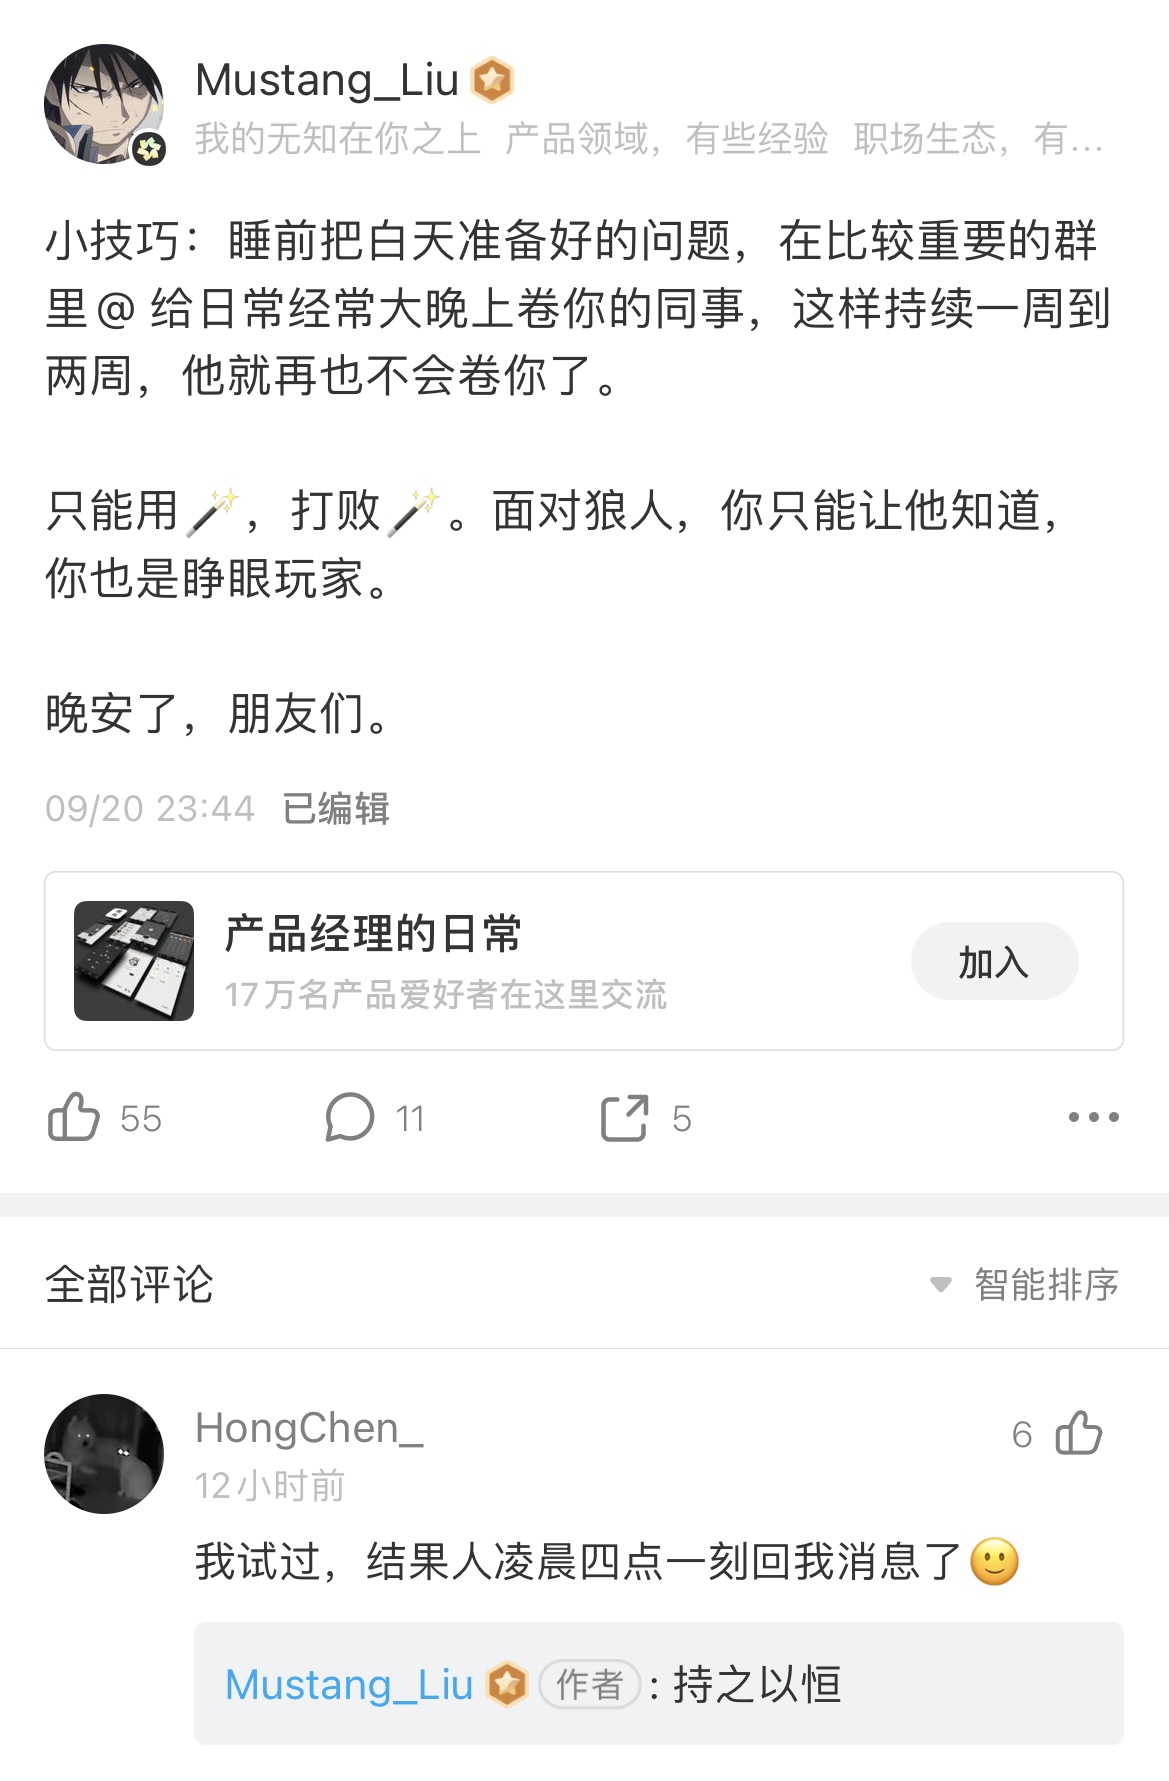 Mustang_Liu
我的无知在你之上 产品领域，有些经验 职场生态，有...
小技巧：睡前把白天准备好的问题，在比较重要的群
里 @ 给日常经常大晚上卷你的同事，这样持续一周到
两周，他就再也不会卷你了。
只能用🪄，打败🪄。面对狼人，你只能让他知道，
你也是睁眼玩家。
晚安了，朋友们。
09/20 23:44 已编辑
产品经理的日常
17万名产品爱好者在这里交流
加入
55 11 5
全部评论
智能排序
HongChen_
6
12小时前
我试过，结果人凌晨四点一刻回我消息了🙂
Mustang_Liu 作者 : 持之以恒